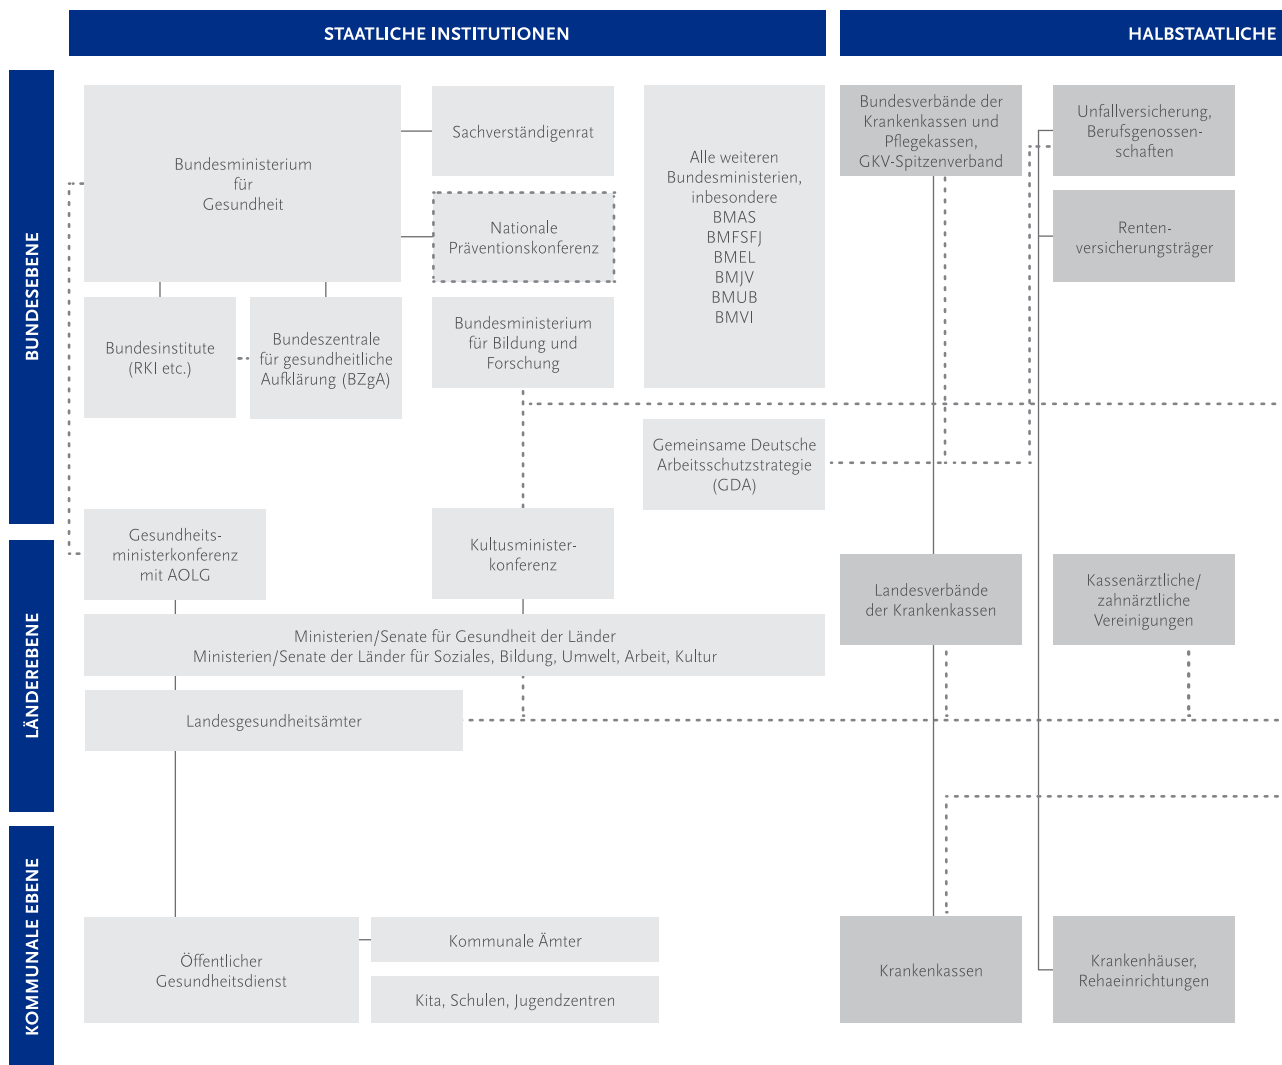 STAATLICHE INSTITUTIONEN
HALBSTAATLICHE
BUNDESEBENE
Bundesministerium
für
Gesundheit
Sachverständigenrat
Nationale
Präventionskonferenz
Bundesinstitute
(RKI etc.)
Bundeszentrale
für gesundheitliche
Aufklärung (BZgA)
Bundesministerium
für Bildung und
Forschung
Alle weiteren
Bundesministerien,
inbesondere
BMAS
BMFSFJ
BMEL
BMJV
BMUB
BMVI
Gemeinsame Deutsche
Arbeitsschutzstrategie
(GDA)
Bundesverbände der
Krankenkassen und
Pflegekassen,
GKV-Spitzenverband
Unfallversicherung,
Berufsgenossen-
schaften
Renten-
versicherungsträger
LÄNDEREBENE
Gesundheits-
ministerkonferenz
mit AOLG
Kultusminister-
konferenz
Ministerien/Senate für Gesundheit der Länder
Ministerien/Senate der Länder für Soziales, Bildung, Umwelt, Arbeit, Kultur
Landesgesundheitsämter
Landesverbände
der Krankenkassen
Kassenärztliche/
zahnärztliche
Vereinigungen
KOMMUNALE EBENE
Öffentlicher
Gesundheitsdienst
Kommunale Ämter
Kita, Schulen, Jugendzentren
Krankenkassen
Krankenhäuser,
Rehaeinrichtungen